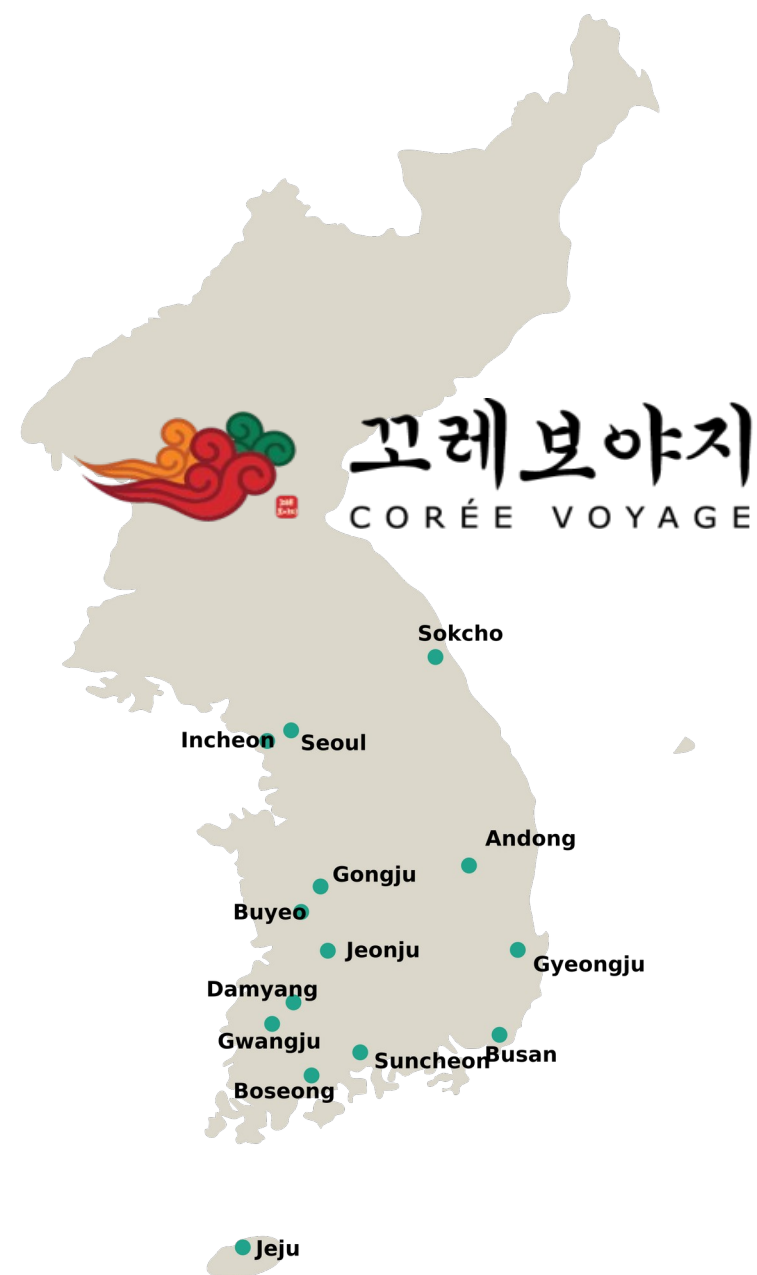 꼬레보야지
CORÉE VOYAGE
Sokcho
Incheon
Seoul
Andong
Gongju
Buyeo
Jeonju
Gyeongju
Damyang
Gwangju
Busan
Suncheon
Boseong
Jeju